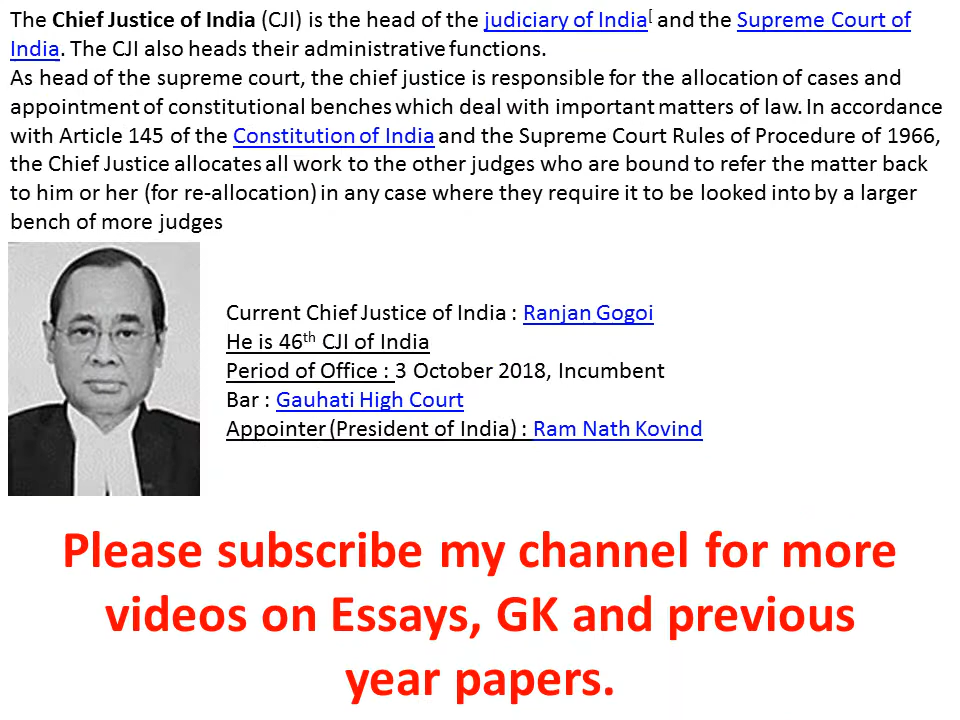 The Chief Justice of India (CJI) is the head of the judiciary of India[ and the Supreme Court of
India. The CJI also heads their administrative functions.
As head of the supreme court, the chief justice is responsible for the allocation of cases and
appointment of constitutional benches which deal with important matters of law. In accordance
with Article 145 of the Constitution of India and the Supreme Court Rules of Procedure of 1966,
the Chief Justice allocates all work to the other judges who are bound to refer the matter back
to him or her (for re-allocation) in any case where they require it to be looked into by a larger
bench of more judges
Current Chief Justice of India : Ranjan Gogoi
He is 46th CJI of India
Period of Office : 3 October 2018, Incumbent
Bar : Gauhati High Court
Appointer (President of India) : Ram Nath Kovind
Please subscribe my channel for more
videos on Essays, GK and previous
year papers.